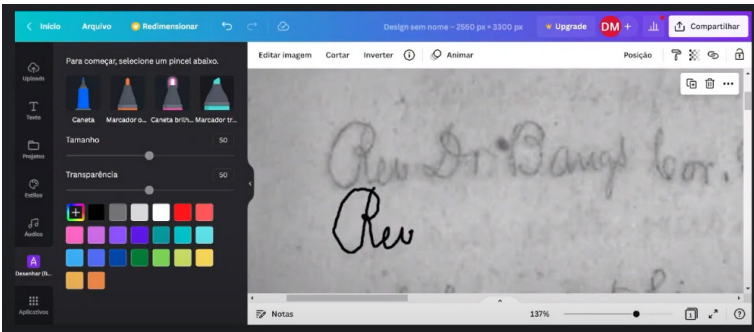 Início Arquivo Redimensionar Design sem nome - 2550 px × 3300 px Upgrade DM + Compartilhar
Uploads
Texto
Projetos
Estilos
Áudios
Desenhar (B...
Aplicativos
Para começar, selecione um pincel abaixo.
Caneta Marcador o... Caneta brilh... Marcador tr...
Tamanho 50
Transparência 50
Editar imagem Cortar Inverter Animar Posição
Rev Dr. Bangs Cor.
Rev
Notas 137% 1